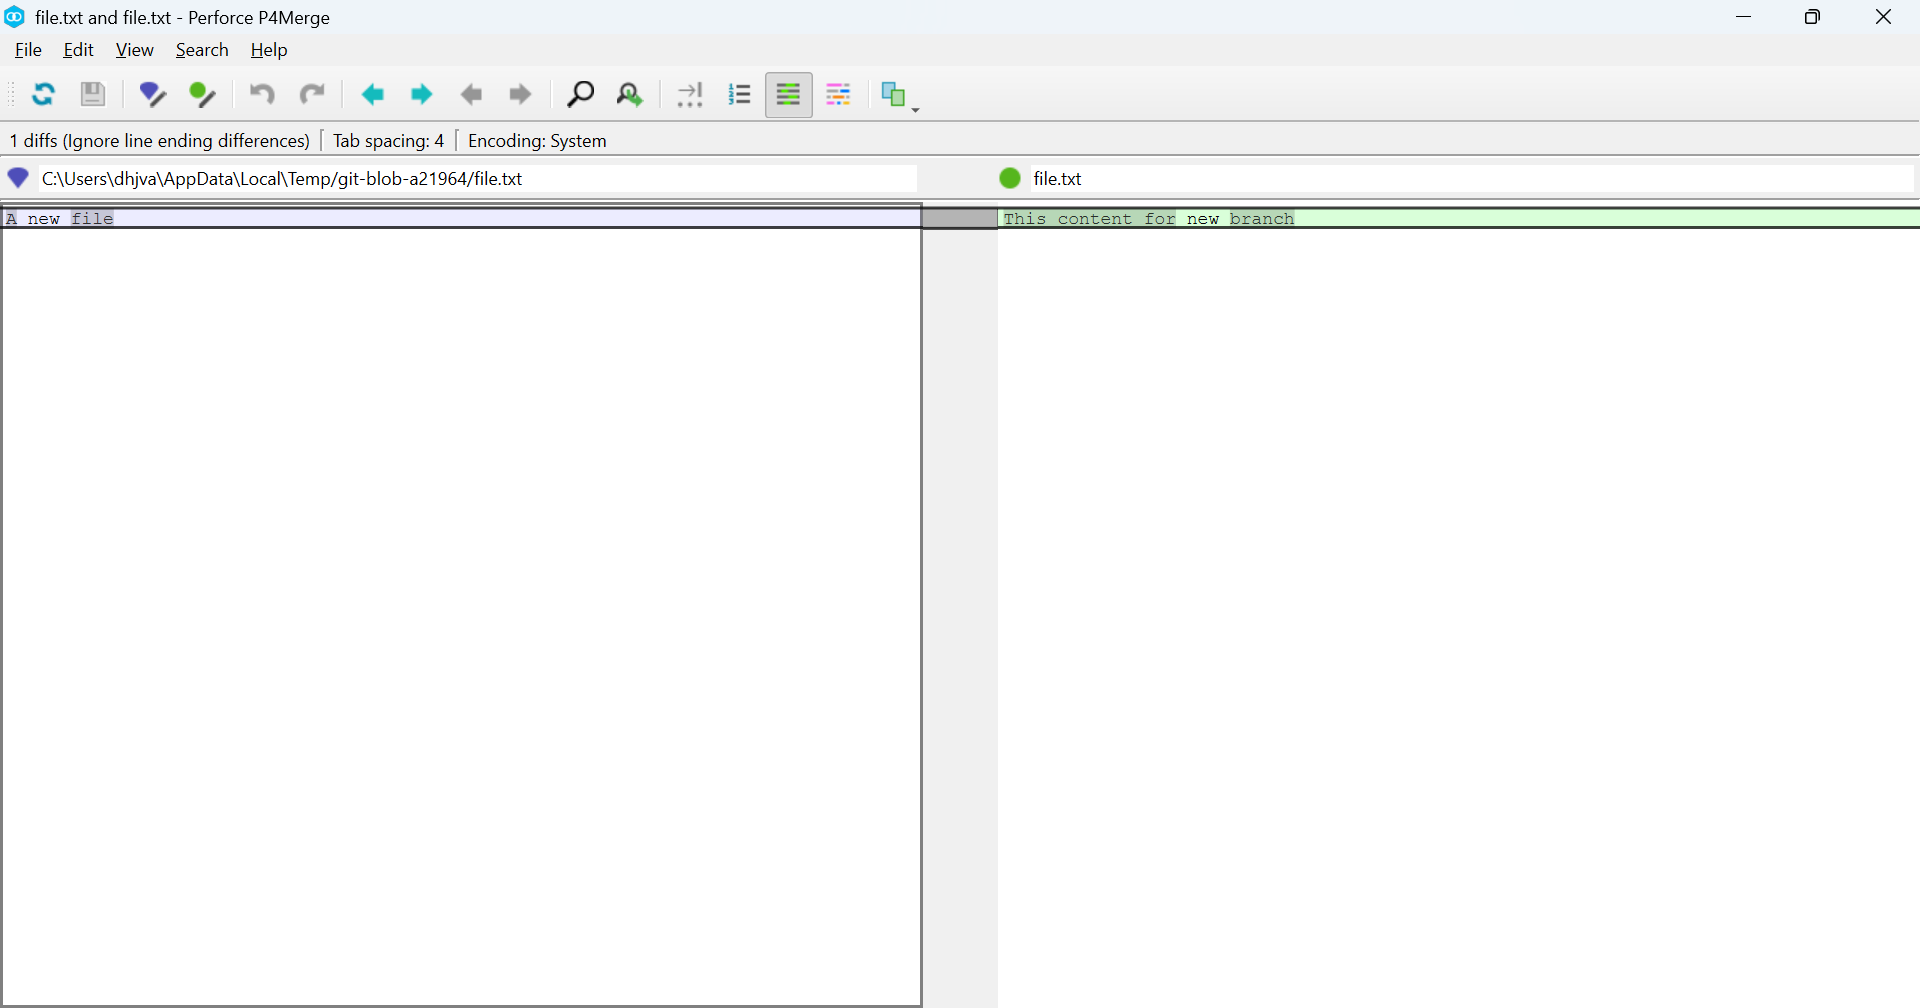 file.txt and file.txt - Perforce P4Merge
File Edit View Search Help
1 diffs (Ignore line ending differences) Tab spacing: 4 Encoding: System
C:\Users\dhjva\AppData\Local\Temp/git-blob-a21964/file.txt file.txt
A new file This content for new branch